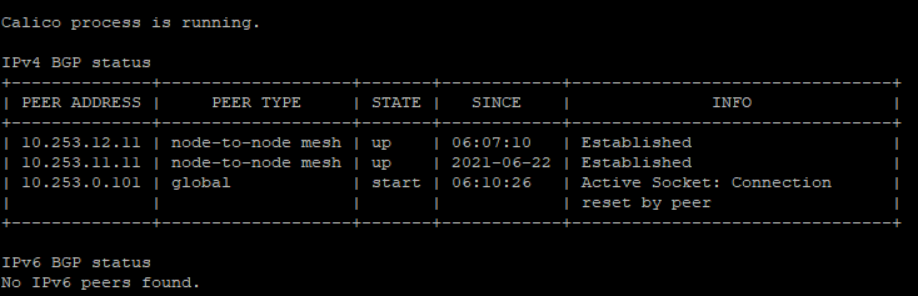 Calico process is running.
IPv4 BGP status
+--------------+-------------------+-------+------------+--------------------------------+
| PEER ADDRESS |     PEER TYPE     | STATE |   SINCE    |              INFO              |
+--------------+-------------------+-------+------------+--------------------------------+
| 10.253.12.11 | node-to-node mesh | up    | 06:07:10   | Established                    |
| 10.253.11.11 | node-to-node mesh | up    | 2021-06-22 | Established                    |
| 10.253.0.101 | global            | start | 06:10:26   | Active Socket: Connection      |
|              |                   |       |            | reset by peer                  |
+--------------+-------------------+-------+------------+--------------------------------+
IPv6 BGP status
No IPv6 peers found.